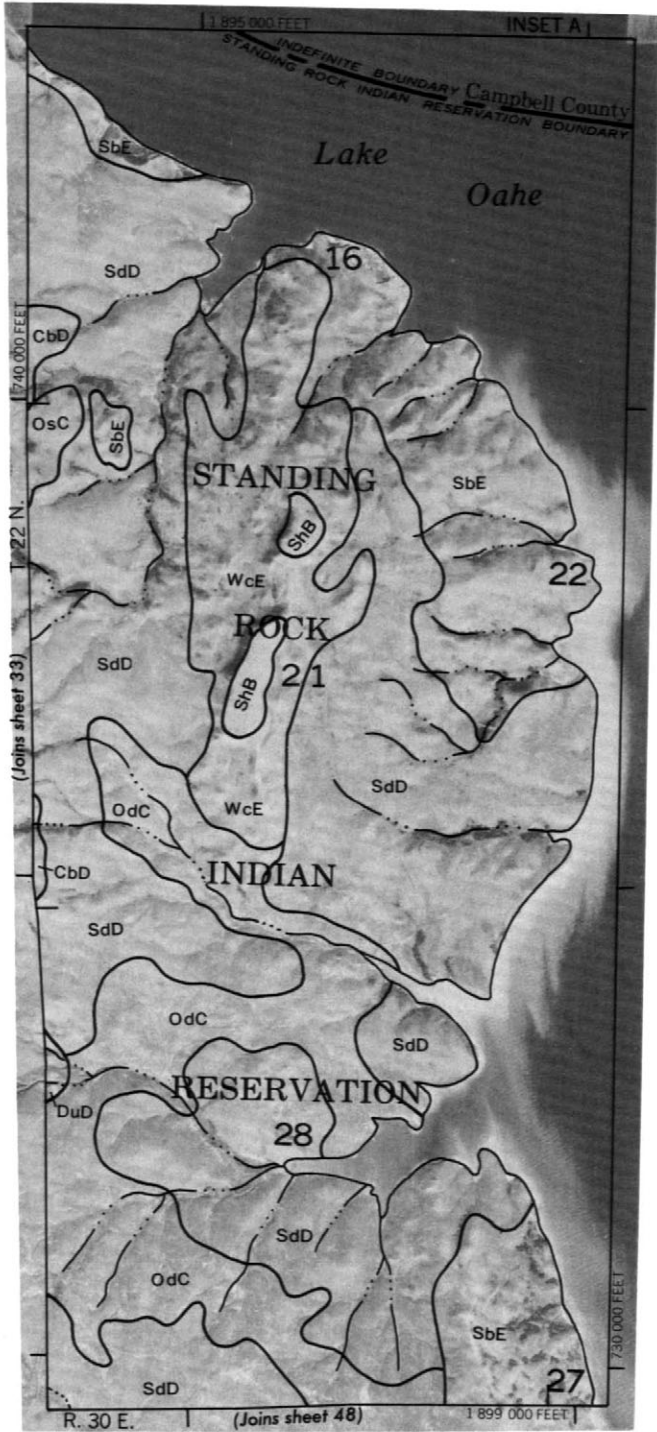 1 895 000 FEET
INSET A
INDEFINITE BOUNDARY
Campbell County
STANDING ROCK INDIAN RESERVATION BOUNDARY
SbE
Lake
Oahe
16
SdD
CbD
740 000 FEET
OsC
SbE
STANDING
SbE
ShB
T. 22 N.
WcE
22
ROCK
SdD
21
ShB
(Joins sheet 33)
SdD
OdC
WcE
CbD
INDIAN
SdD
OdC
SdD
RESERVATION
DuD
28
SdD
OdC
SbE
730 000 FEET
SdD
27
R. 30 E.
(Joins sheet 48)
1 899 000 FEET